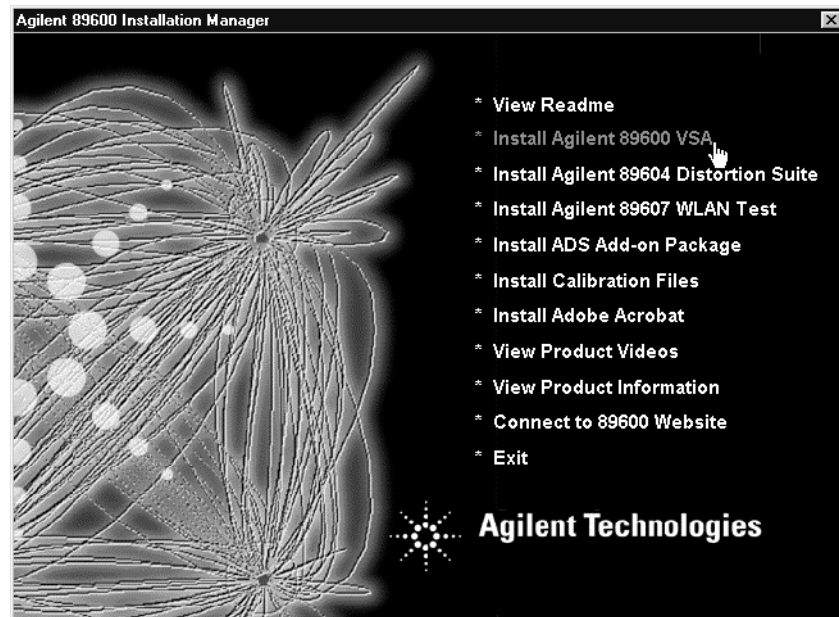 Agilent 89600 Installation Manager
* View Readme
* Install Agilent 89600 VSA
* Install Agilent 89604 Distortion Suite
* Install Agilent 89607 WLAN Test
* Install ADS Add-on Package
* Install Calibration Files
* Install Adobe Acrobat
* View Product Videos
* View Product Information
* Connect to 89600 Website
* Exit
Agilent Technologies